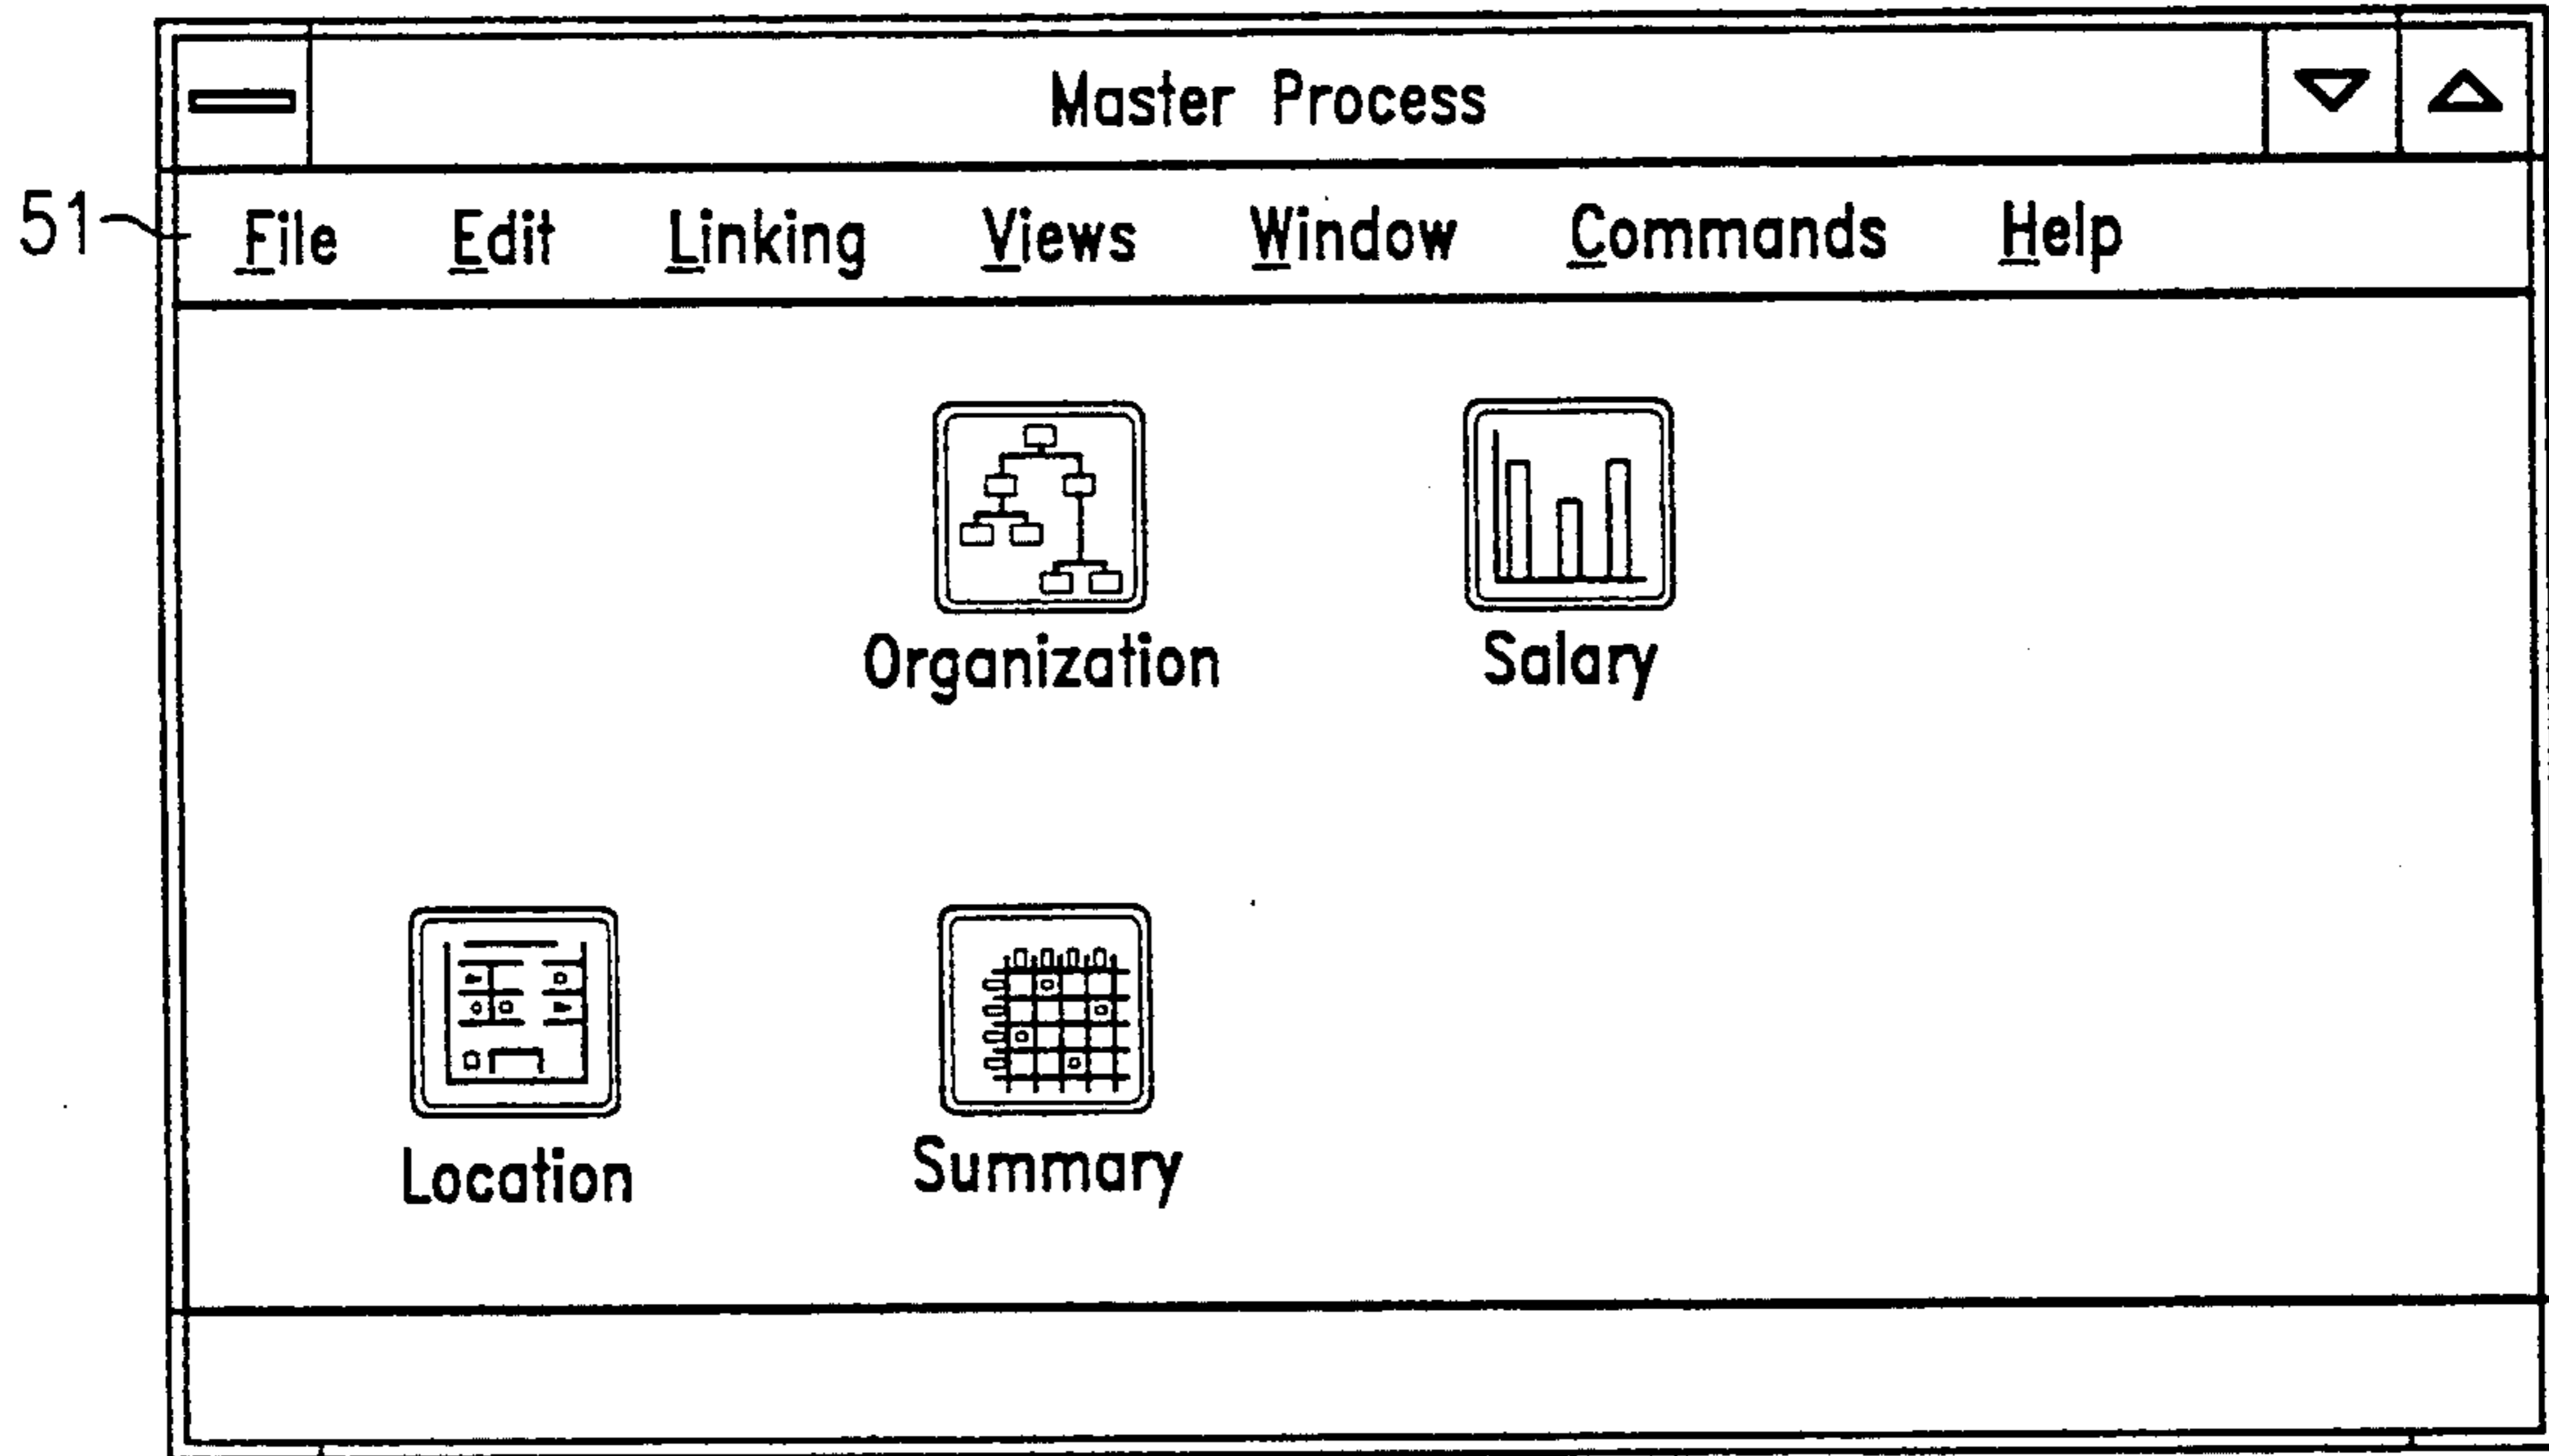 Master Process
51 File Edit Linking Views Window Commands Help
Organization Salary
Location Summary